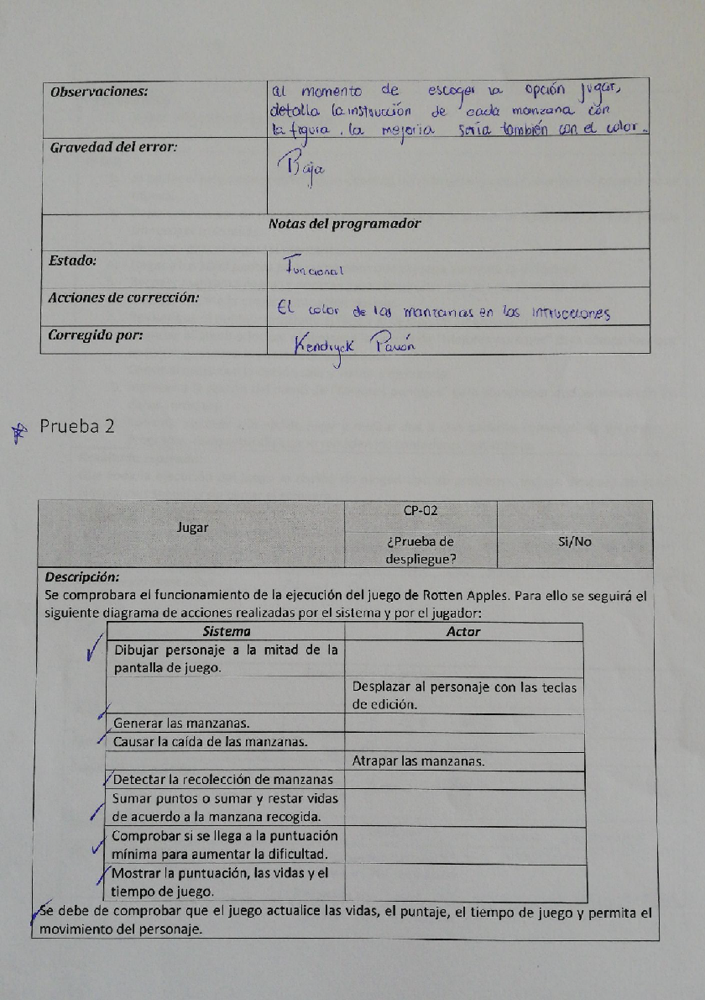 Observaciones:
al momento de escoger la opción jugar,
detalla la instrucción de cada manzana con
la figura. la mejoria sería también con el color.
Gravedad del error:
Baja
Notas del programador
Estado:
Funcional
Acciones de corrección:
El color de las manzanas en las intrucciones
Corregido por:
Kendryck Pavón
Prueba 2
Jugar
CP-02
¿Prueba de
despliegue?
Si/No
Descripción:
Se comprobara el funcionamiento de la ejecución del juego de Rotten Apples. Para ello se seguirá el
siguiente diagrama de acciones realizadas por el sistema y por el jugador:
Sistema
Actor
Dibujar personaje a la mitad de la
pantalla de juego.
Desplazar al personaje con las teclas
de edición.
Generar las manzanas.
Causar la caída de las manzanas.
Atrapar las manzanas.
Detectar la recolección de manzanas
Sumar puntos o sumar y restar vidas
de acuerdo a la manzana recogida.
Comprobar si se llega a la puntuación
mínima para aumentar la dificultad.
Mostrar la puntuación, las vidas y el
tiempo de juego.
Se debe de comprobar que el juego actualice las vidas, el puntaje, el tiempo de juego y permita el
movimiento del personaje.